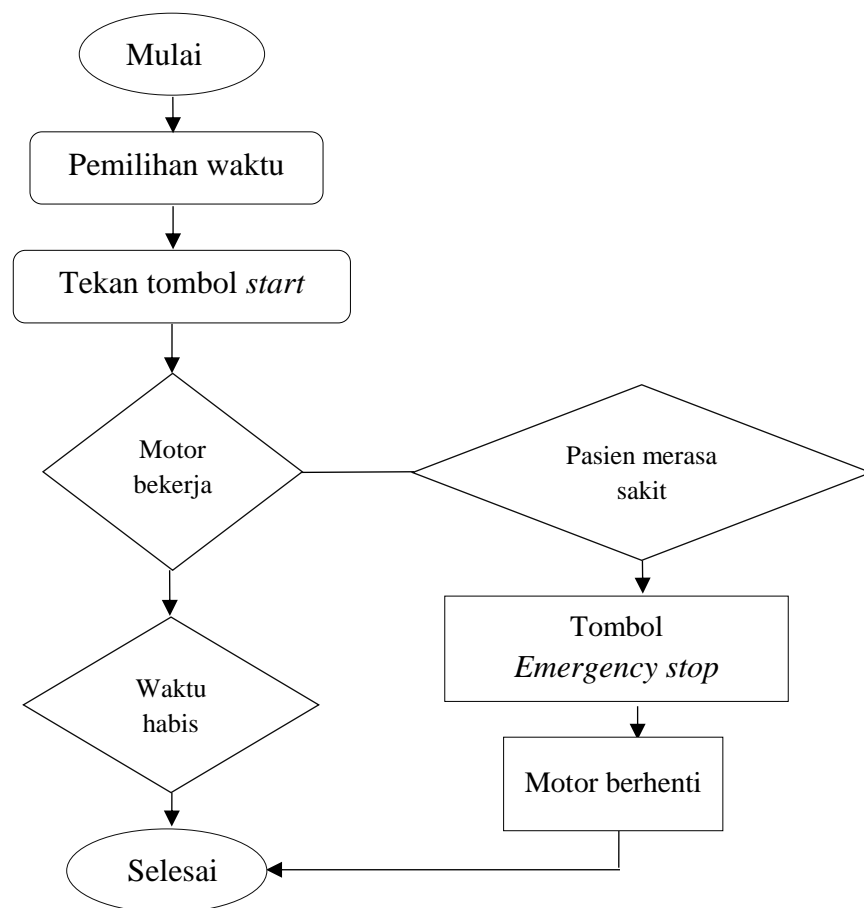 Mulai
Pemilihan waktu
Tekan tombol start
Motor
bekerja
Pasien merasa
sakit
Waktu
habis
Tombol
Emergency stop
Motor berhenti
Selesai